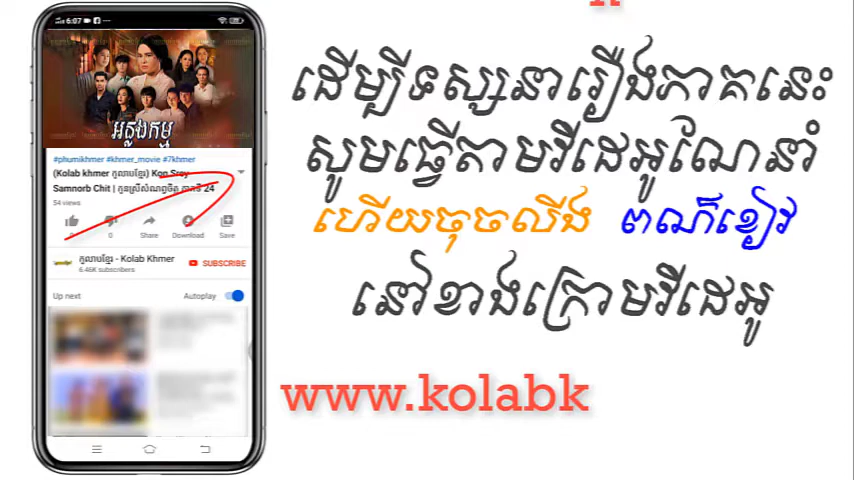 6:07
អន្លងកម្ម
#phumikhmer #khmer_movie #7khmer
(Kolab khmer កូលាបខ្មែរ) Kon Srey
Samnorb Chit | កូនស្រីសំណព្វចិត្ត ភាគទី 24
54 views
0
Share
Download
Save
កូលាបខ្មែរ - Kolab Khmer
6.46K subscribers
SUBSCRIBE
Up next
Autoplay
ដើម្បីទស្សនារឿងភាគនេះ
សូមធ្វើតាមវីដេអូណែនាំ
ហើយចុចលីង ពណ៌ខៀវ
នៅខាងក្រោមវីដេអូ
www.kolabk